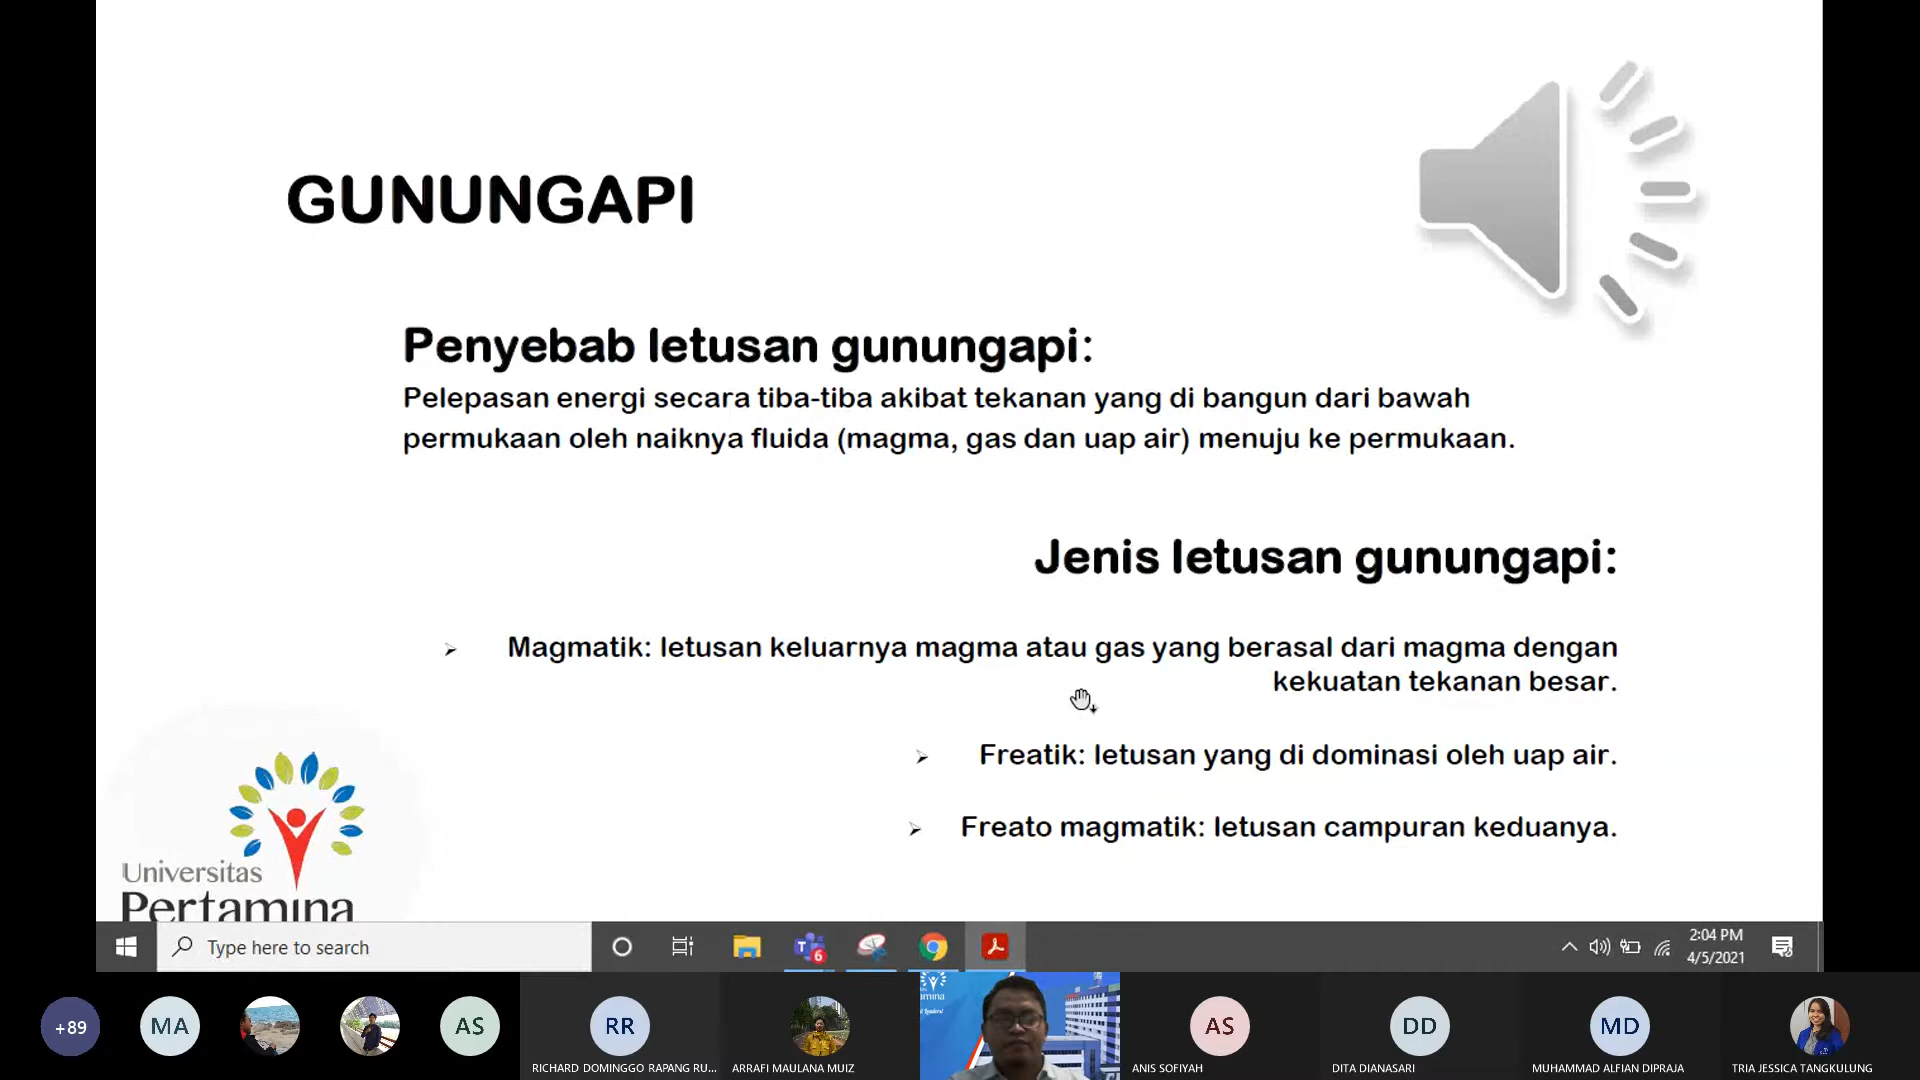 GUNUNGAPI
Penyebab letusan gunungapi:
Pelepasan energi secara tiba-tiba akibat tekanan yang di bangun dari bawah
permukaan oleh naiknya fluida (magma, gas dan uap air) menuju ke permukaan.
Jenis letusan gunungapi:
➢ Magmatik: letusan keluarnya magma atau gas yang berasal dari magma dengan
kekuatan tekanan besar.
➢ Freatik: letusan yang di dominasi oleh uap air.
➢ Freato magmatik: letusan campuran keduanya.
Universitas
Pertamina
Type here to search
6
2:04 PM
4/5/2021
+89
MA
AS
RR
RICHARD DOMINGGO RAPANG RU...
ARRAFI MAULANA MUIZ
AS
ANIS SOFIYAH
DD
DITA DIANASARI
MD
MUHAMMAD ALFIAN DIPRAJA
TRIA JESSICA TANGKULUNG